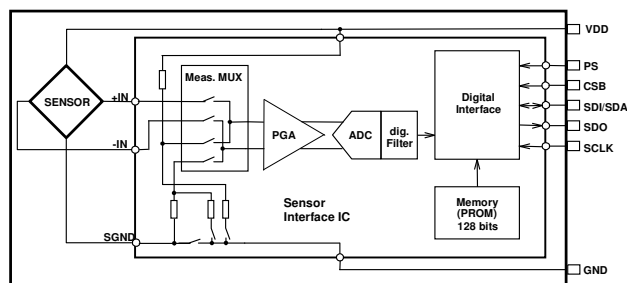 VDD
Meas. MUX
PS
+IN
CSB
SENSOR
Digital
Interface
SDI/SDA
PGA
ADC
dig.
Filter
SDO
-IN
SCLK
Sensor
Interface IC
Memory
(PROM)
128 bits
SGND
GND